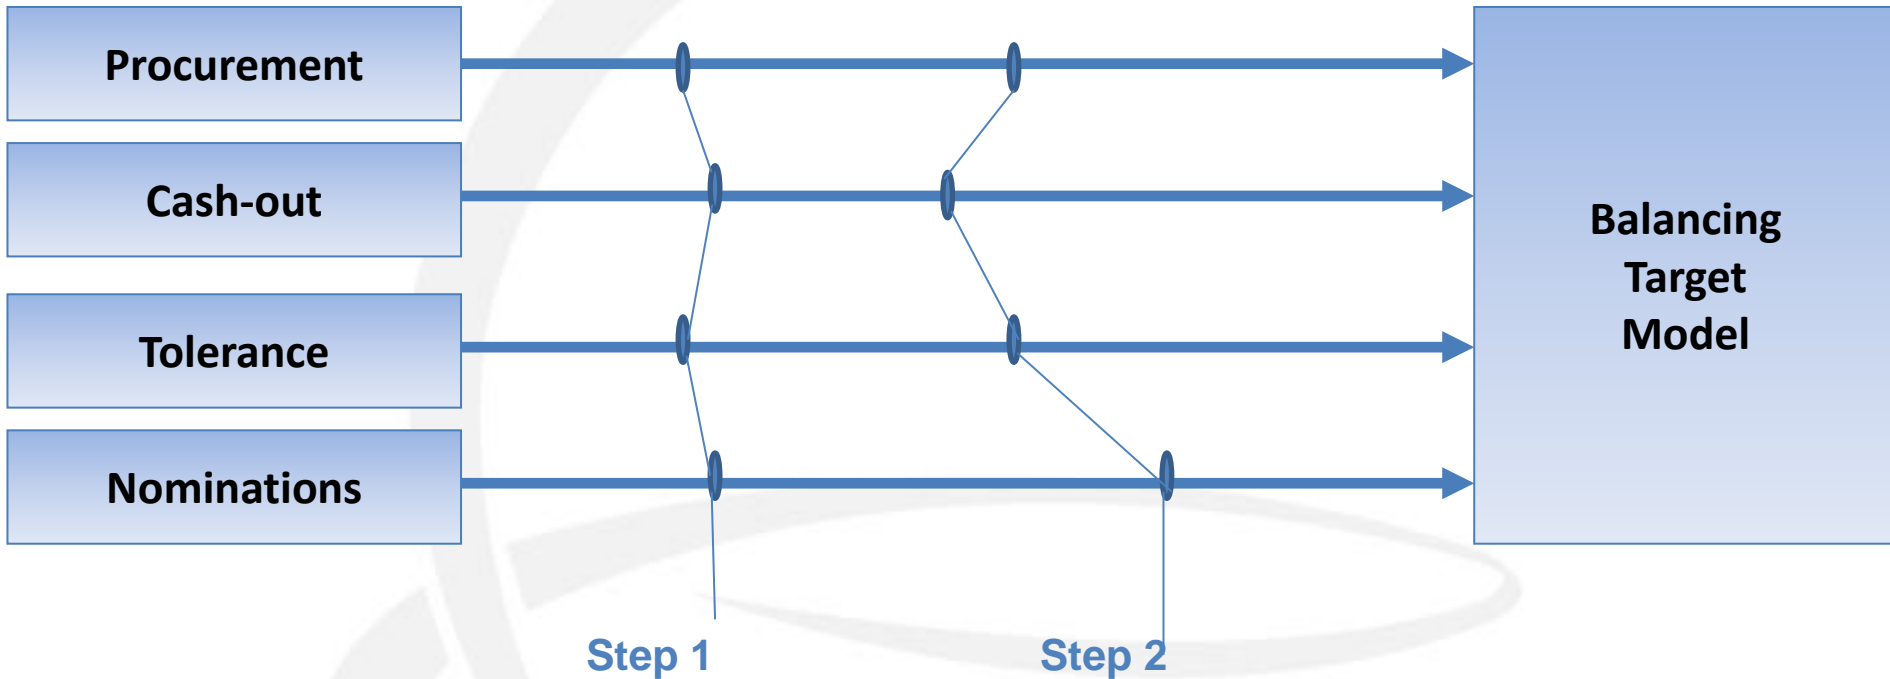 Procurement
Cash-out
Tolerance
Nominations
Balancing
Target
Model
Step 1
Step 2